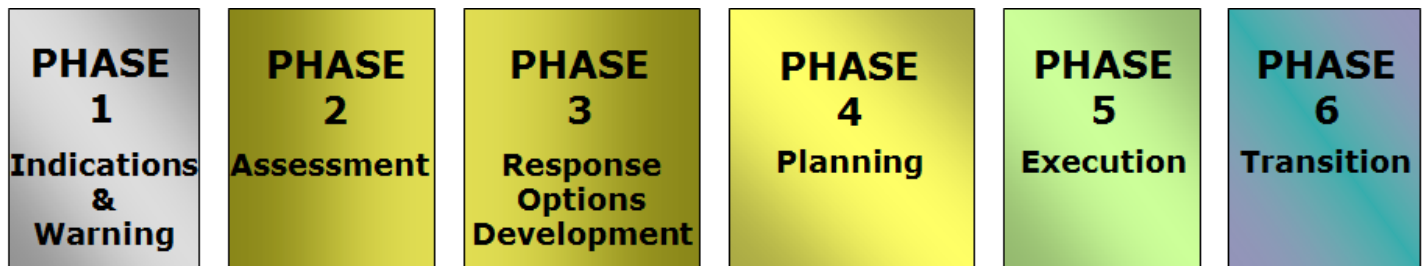 PHASE
1
Indications
&
Warning
PHASE
2
Assessment
PHASE
3
Response
Options
Development
PHASE
4
Planning
PHASE
5
Execution
PHASE
6
Transition